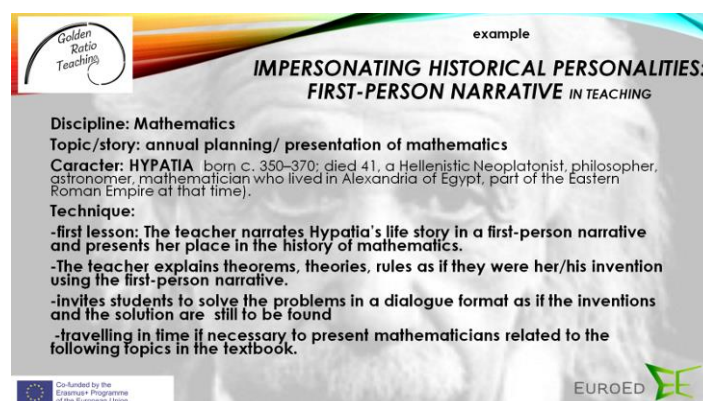 Golden
Ratio
Teaching
example
IMPERSONATING HISTORICAL PERSONALITIES:
FIRST-PERSON NARRATIVE IN TEACHING
Discipline: Mathematics
Topic/story: annual planning/ presentation of mathematics
Caracter: HYPATIA (born c. 350–370; died 41, a Hellenistic Neoplatonist, philosopher,
astronomer, mathematician who lived in Alexandria of Egypt, part of the Eastern
Roman Empire at that time).
Technique:
-first lesson: The teacher narrates Hypatia's life story in a first-person narrative
and presents her place in the history of mathematics.
-The teacher explains theorems, theories, rules as if they were her/his invention
using the first-person narrative.
-invites students to solve the problems in a dialogue format as if the inventions
and the solution are still to be found
-travelling in time if necessary to present mathematicians related to the
following topics in the textbook.
Co-funded by the
Erasmus+ Programme
of the European Union
EUROED